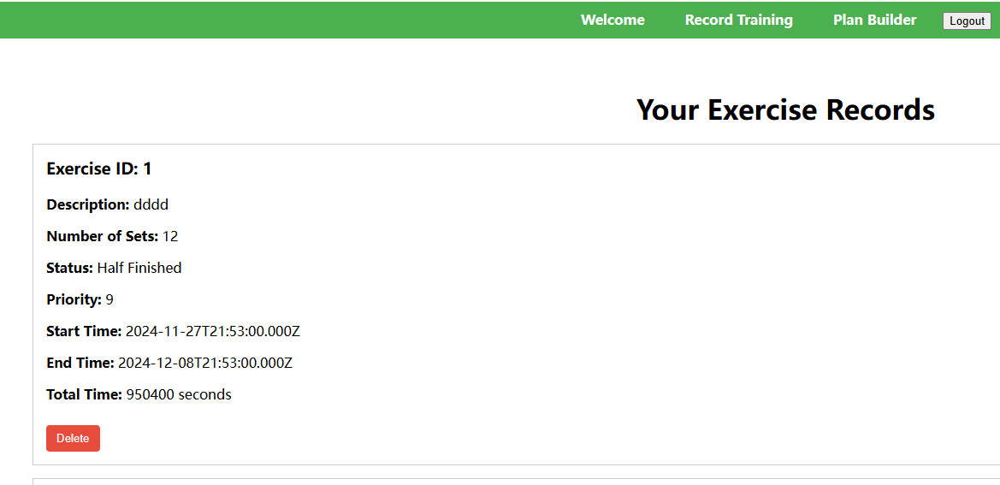 Welcome Record Training Plan Builder Logout
Your Exercise Records
Exercise ID: 1
Description: dddd
Number of Sets: 12
Status: Half Finished
Priority: 9
Start Time: 2024-11-27T21:53:00.000Z
End Time: 2024-12-08T21:53:00.000Z
Total Time: 950400 seconds
Delete